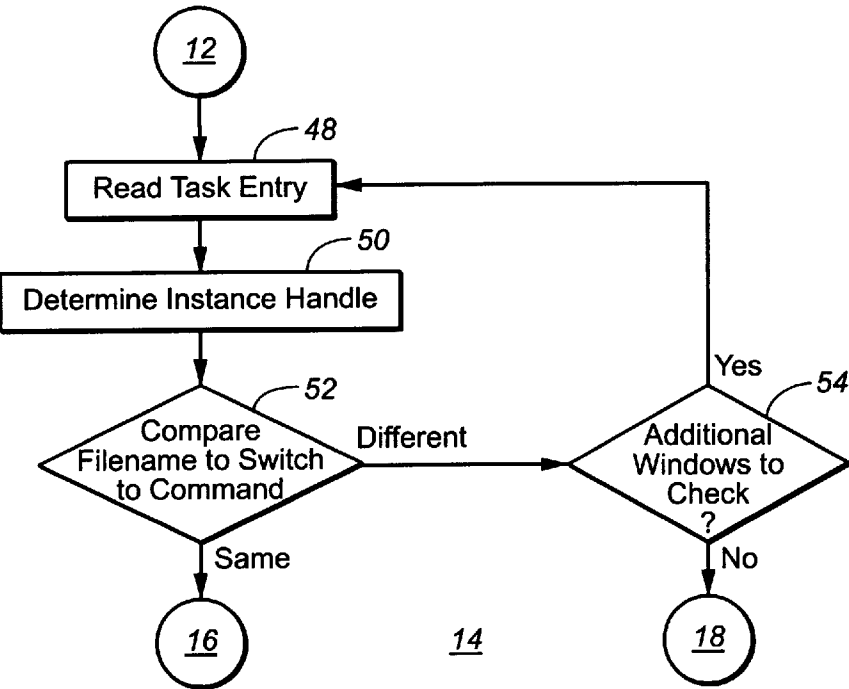 12
48
Read Task Entry
50
Determine Instance Handle
52
Compare
Filename to Switch
to Command
Different
Same
Yes
54
Additional
Windows to
Check
?
No
16
14
18